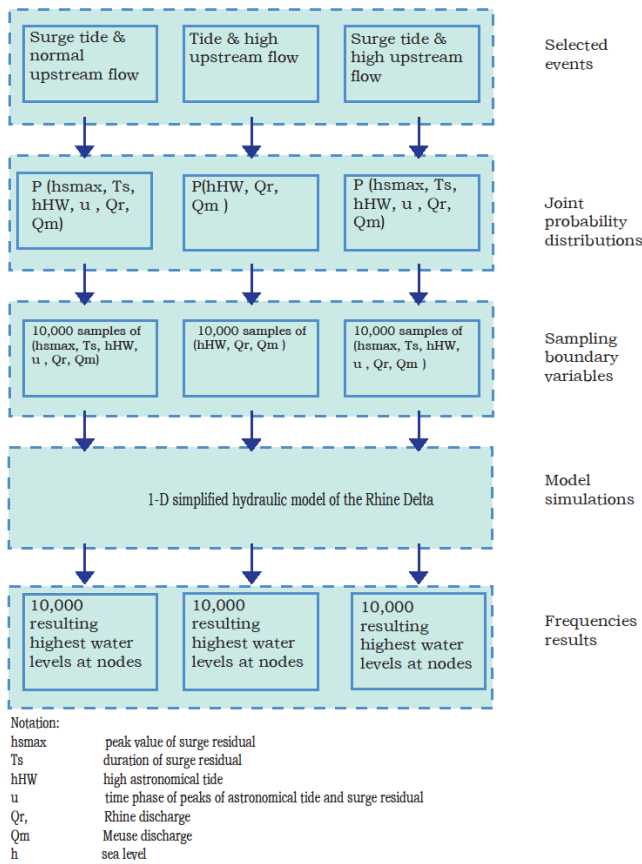 Surge tide &
normal
upstream flow
Tide & high
upstream flow
Surge tide &
high upstream
flow
Selected
events
P (hsmax, Ts,
hHW, u , Qr,
Qm)
P(hHW, Qr,
Qm )
P (hsmax, Ts,
hHW, u , Qr,
Qm)
Joint
probability
distributions
10,000 samples of
(hsmax, Ts, hHW,
u , Qr, Qm)
10,000 samples of
(hHW, Qr, Qm )
10,000 samples of
(hsmax, Ts, hHW,
u , Qr, Qm )
Sampling
boundary
variables
1-D simplified hydraulic model of the Rhine Delta
Model
simulations
10,000
resulting
highest water
levels at nodes
10,000
resulting
highest water
levels at nodes
10,000
resulting
highest water
levels at nodes
Frequencies
results
Notation:
hsmax peak value of surge residual
Ts duration of surge residual
hHW high astronomical tide
u time phase of peaks of astronomical tide and surge residual
Qr, Rhine discharge
Qm Meuse discharge
h sea level